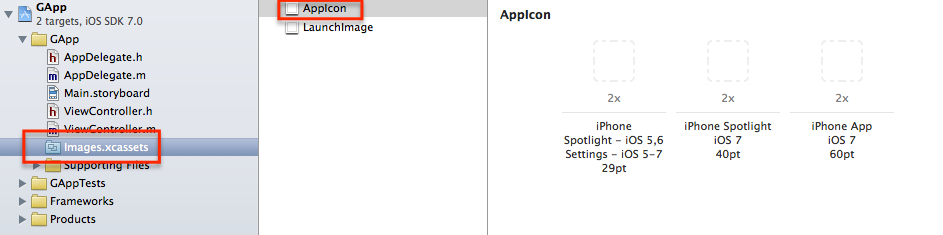 GApp
2 targets, iOS SDK 7.0
GApp
AppDelegate.h
AppDelegate.m
Main.storyboard
ViewController.h
ViewController.m
Images.xcassets
Supporting Files
GAppTests
Frameworks
Products
AppIcon
LaunchImage
AppIcon
2x
iPhone
Spotlight - iOS 5,6
Settings - iOS 5-7
29pt
2x
iPhone Spotlight
iOS 7
40pt
2x
iPhone App
iOS 7
60pt